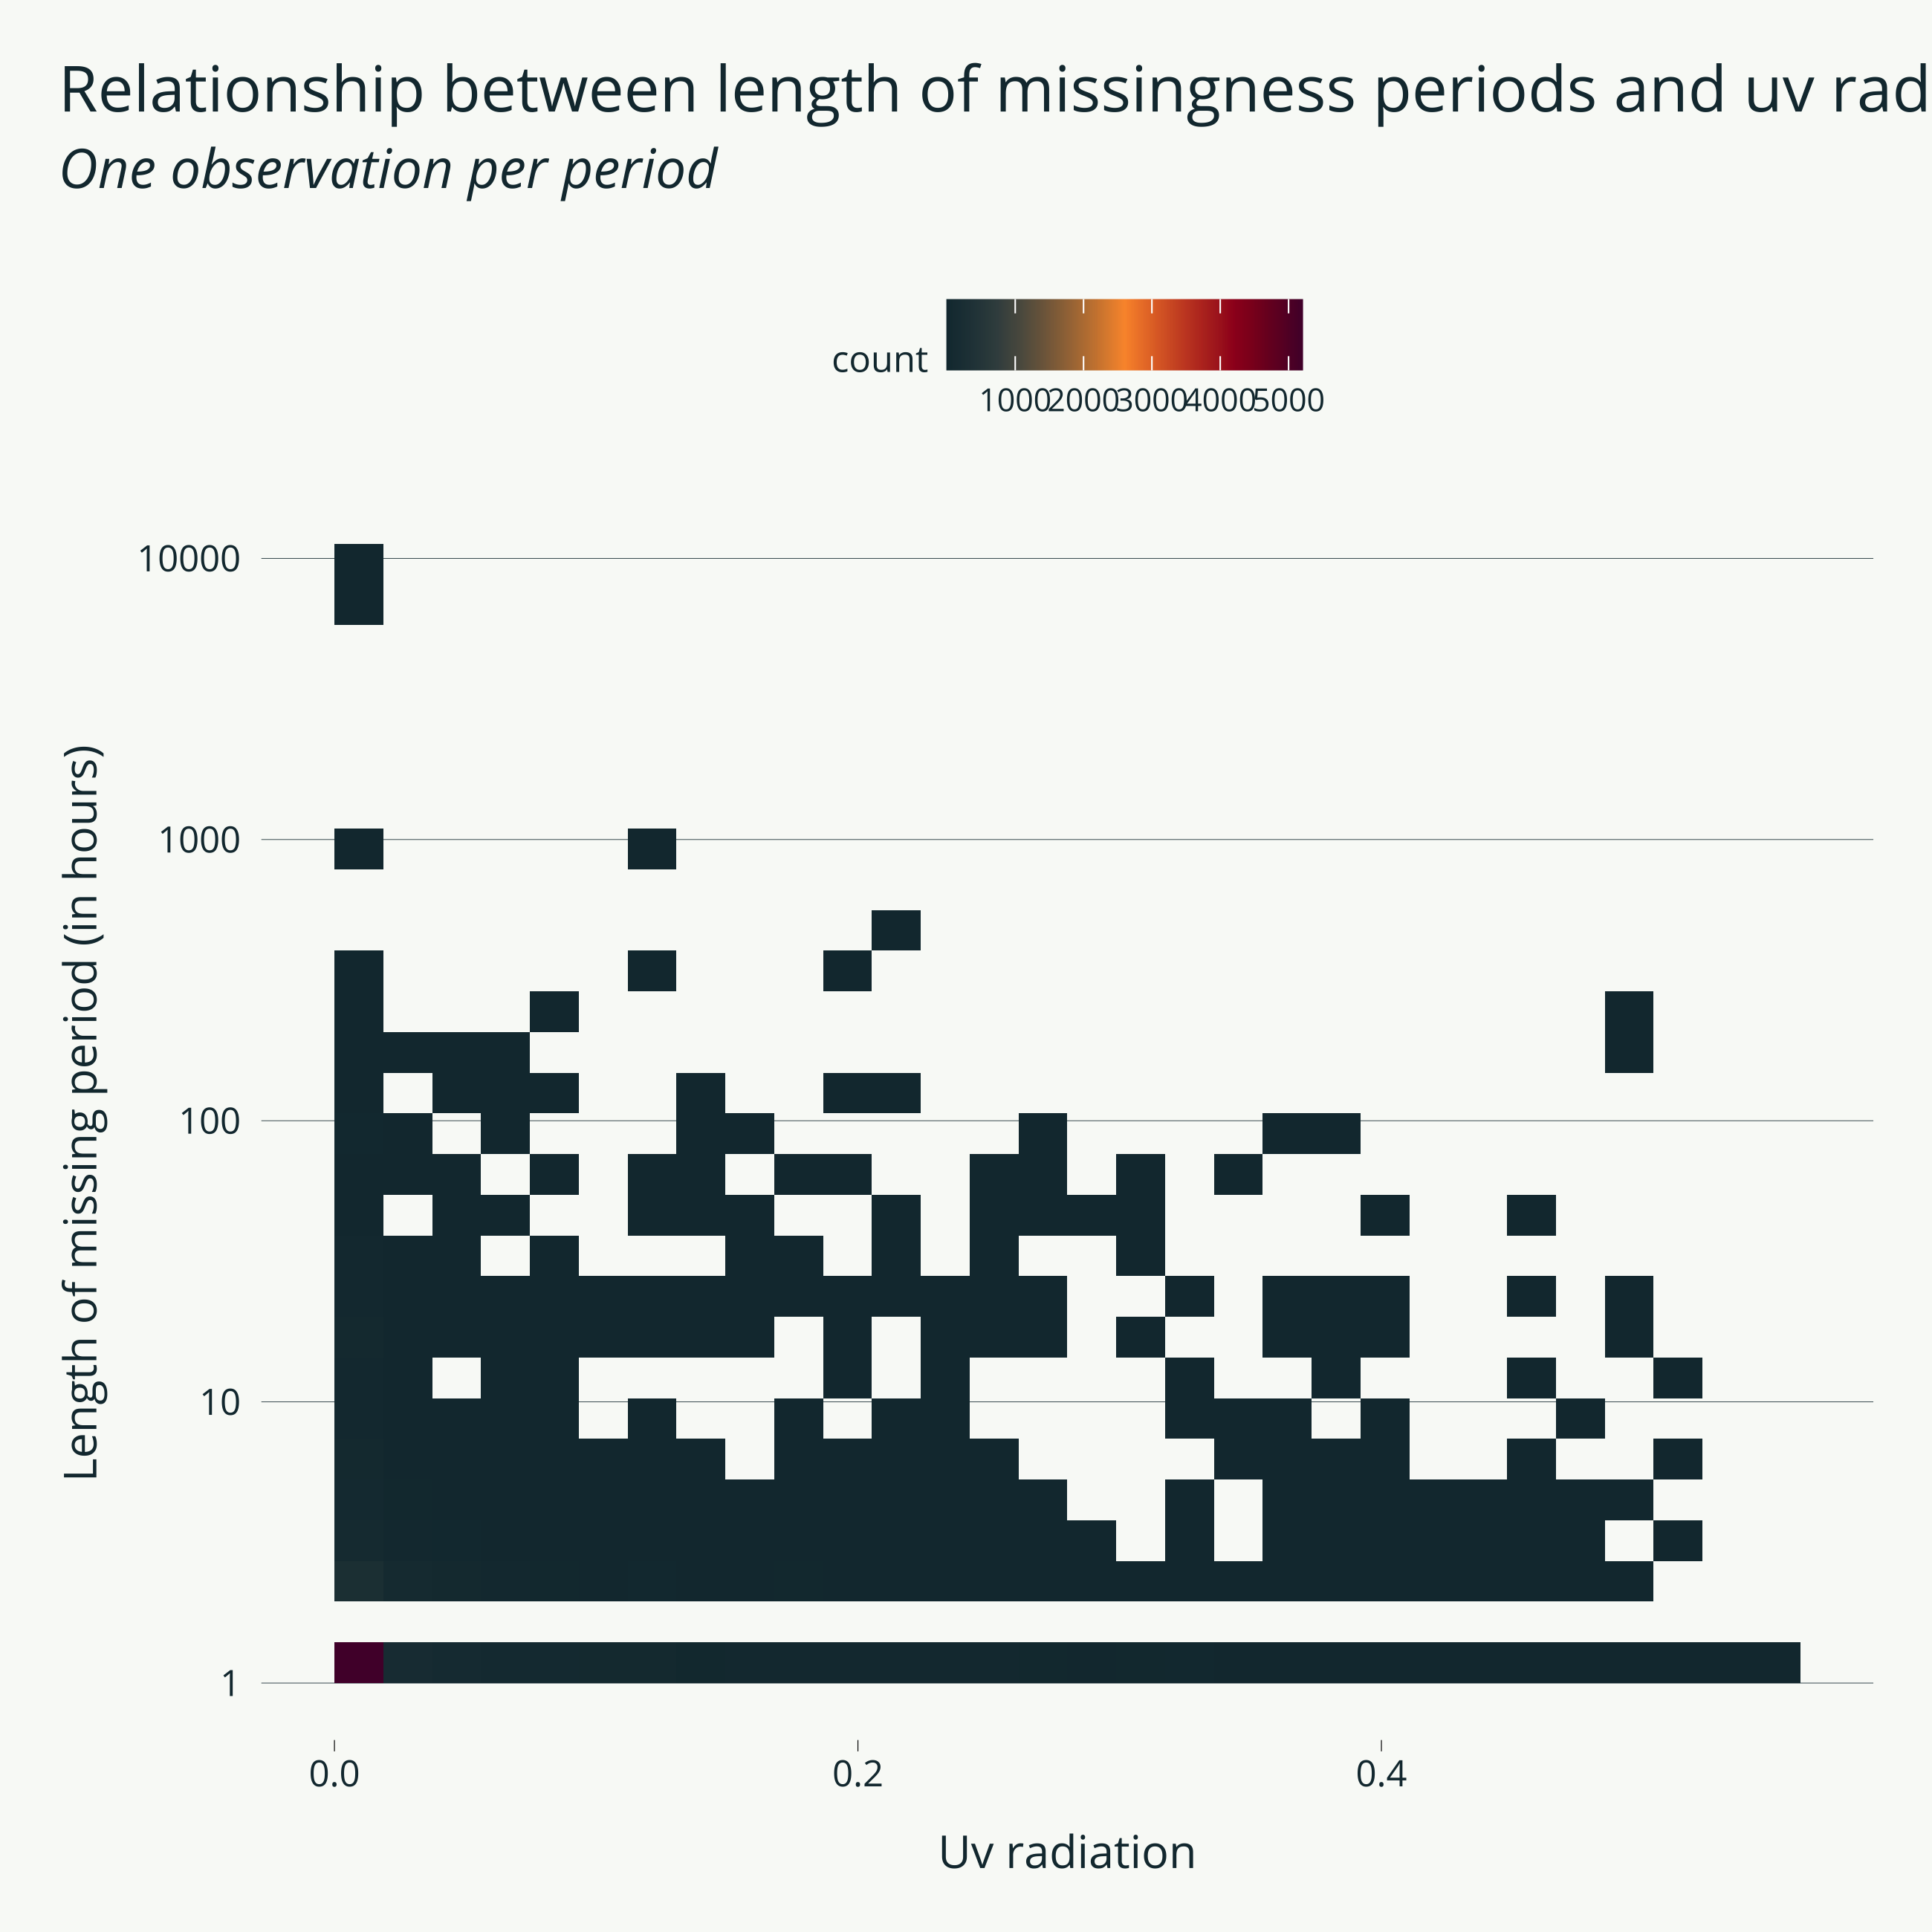 Relationship between length of missingness periods and uv rad
One observation per period
count
1000 2000 3000 4000 5000
Length of missing period (in hours)
10000
1000
100
10
1
0.0 0.2 0.4
Uv radiation